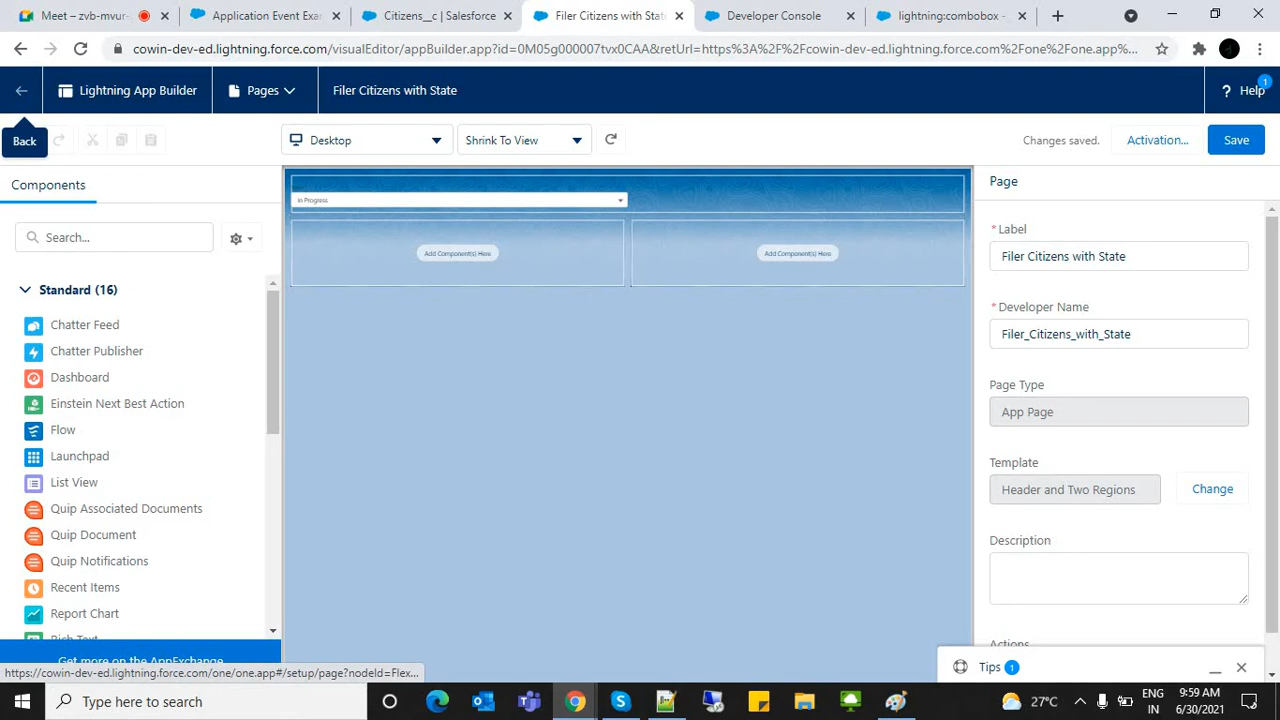 Meet – zvb-mvur-
Application Event Exa
Citizens__c | Salesforce
Filer Citizens with State
Developer Console
lightning:combobox -
cowin-dev-ed.lightning.force.com/visualEditor/appBuilder.app?id=0M05g000007tvx0CAA&retUrl=https%3A%2F%2Fcowin-dev-ed.lightning.force.com%2Fone%2Fone.app%...
Lightning App Builder
Pages
Filer Citizens with State
? Help
1
Back
Desktop
Shrink To View
Changes saved.
Activation...
Save
Components
Search...
Standard (16)
Chatter Feed
Chatter Publisher
Dashboard
Einstein Next Best Action
Flow
Launchpad
List View
Quip Associated Documents
Quip Document
Quip Notifications
Recent Items
Report Chart
Rich Text
Get more on the AppExchange
In Progress
Add Component(s) Here
Add Component(s) Here
Page
* Label
Filer Citizens with State
* Developer Name
Filer_Citizens_with_State
Page Type
App Page
Template
Header and Two Regions
Change
Description
Actions
Tips 1
https://cowin-dev-ed.lightning.force.com/one/one.app#/setup/page?nodeId=Flex...
Type here to search
27°C
ENG
IN
9:59 AM
6/30/2021